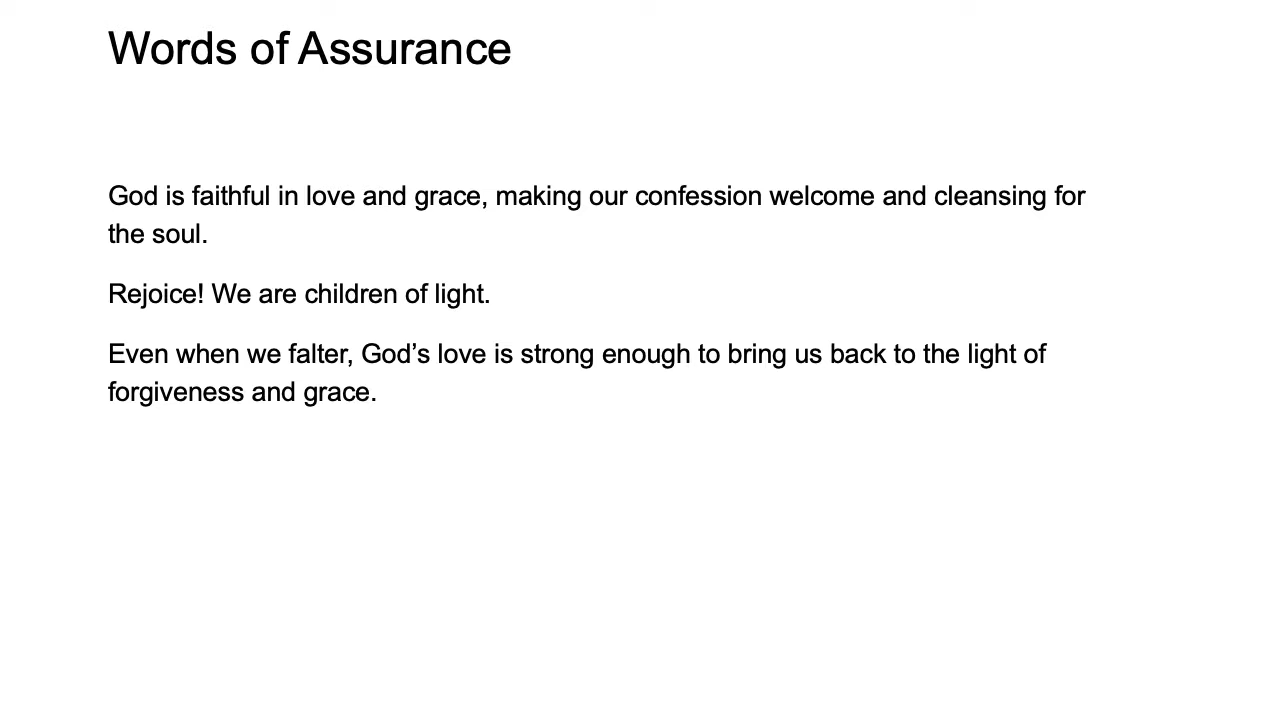 Words of Assurance
God is faithful in love and grace, making our confession welcome and cleansing for
the soul.
Rejoice! We are children of light.
Even when we falter, God’s love is strong enough to bring us back to the light of
forgiveness and grace.